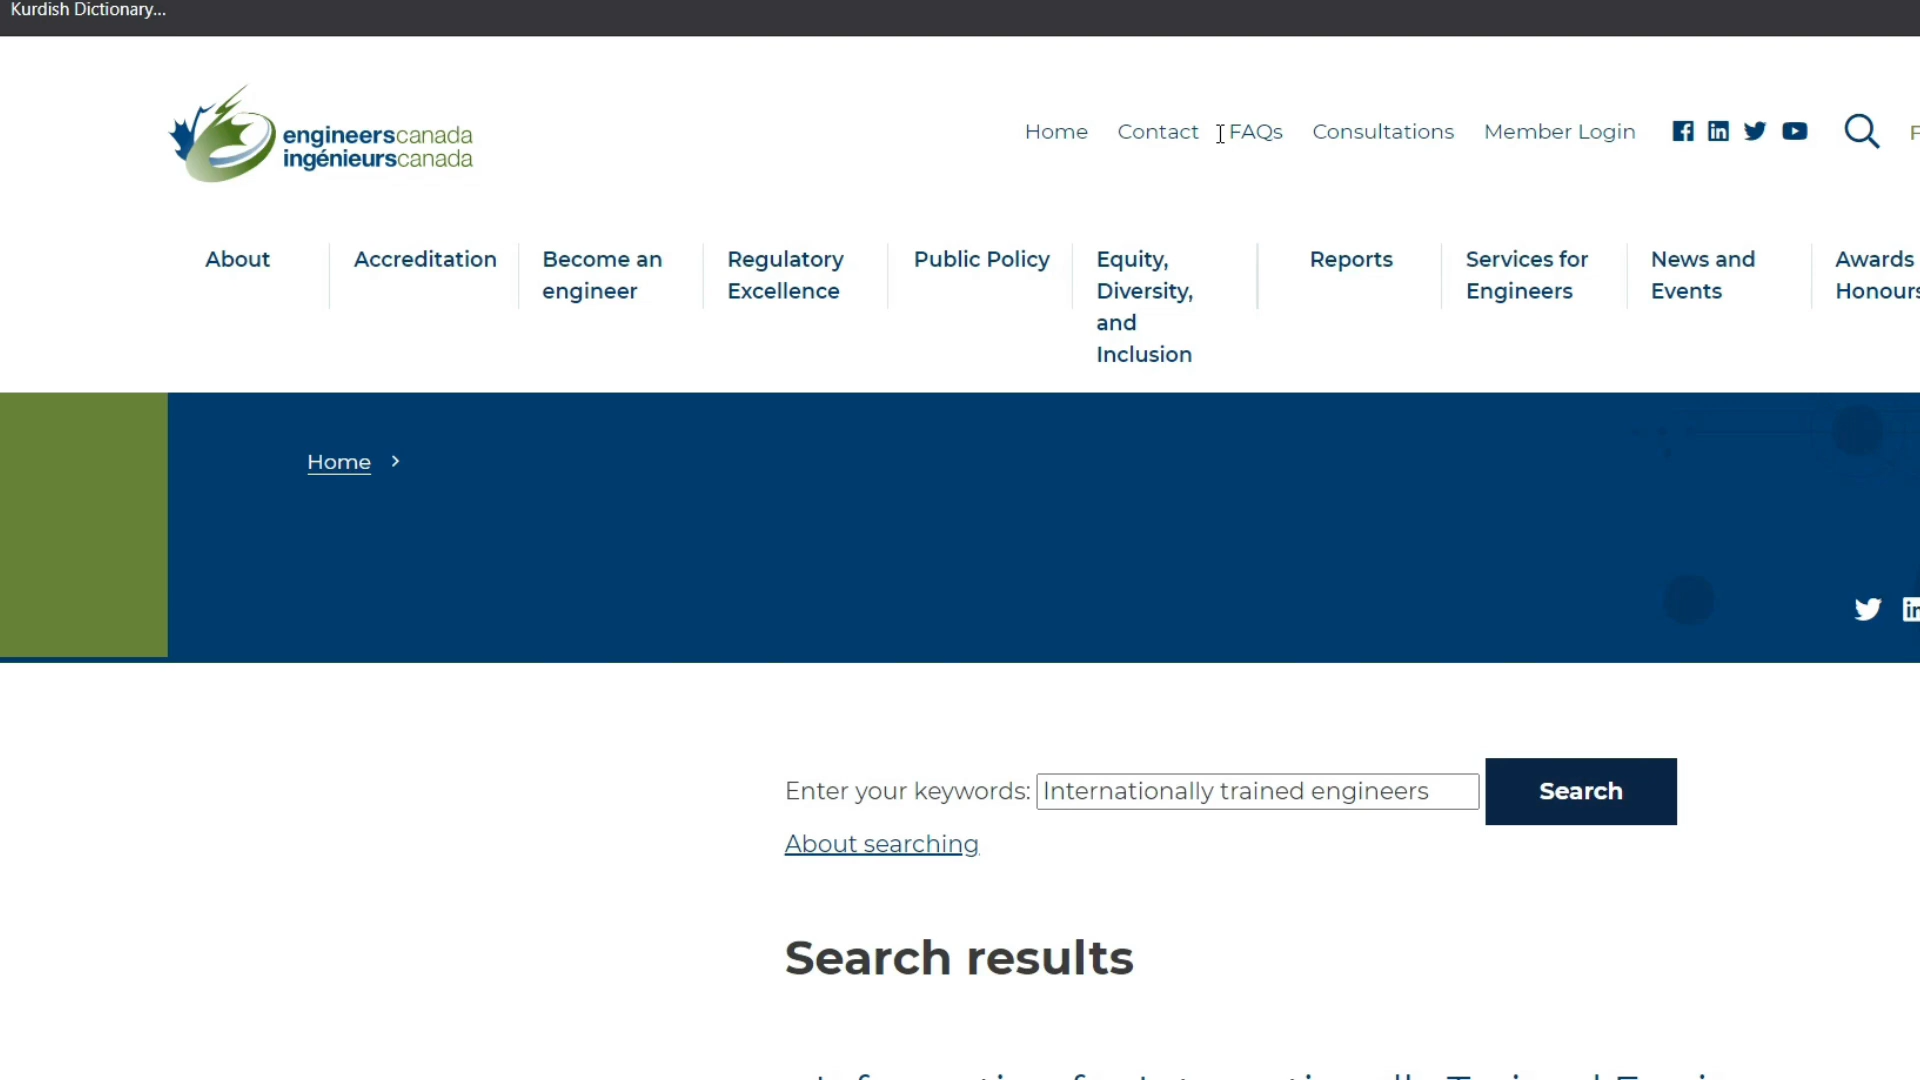 Kurdish Dictionary...
engineerscanada
ingénieurscanada
Home Contact FAQs Consultations Member Login
About Accreditation Become an engineer Regulatory Excellence Public Policy Equity, Diversity, and Inclusion Reports Services for Engineers News and Events Awards Honours
Home >
Enter your keywords: Internationally trained engineers Search
About searching
Search results